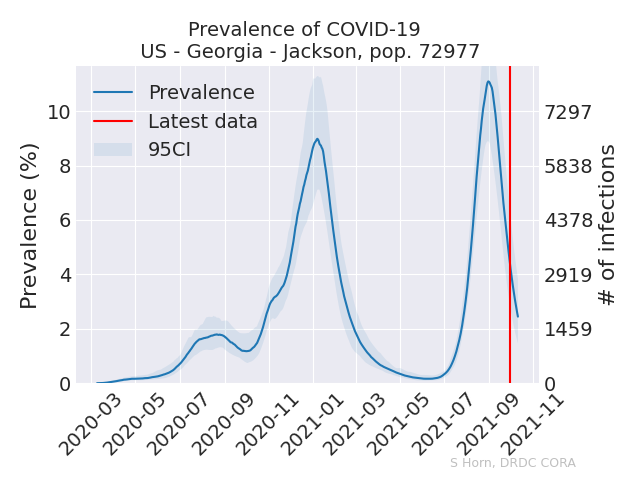 Prevalence of COVID-19
US - Georgia - Jackson, pop. 72977
Prevalence
Latest data
95CI
Prevalence (%)
10
8
6
4
2
0
7297
5838
4378
2919
1459
0
# of infections
2020-03
2020-05
2020-07
2020-09
2020-11
2021-01
2021-03
2021-05
2021-07
2021-09
2021-11
S Horn, DRDC CORA